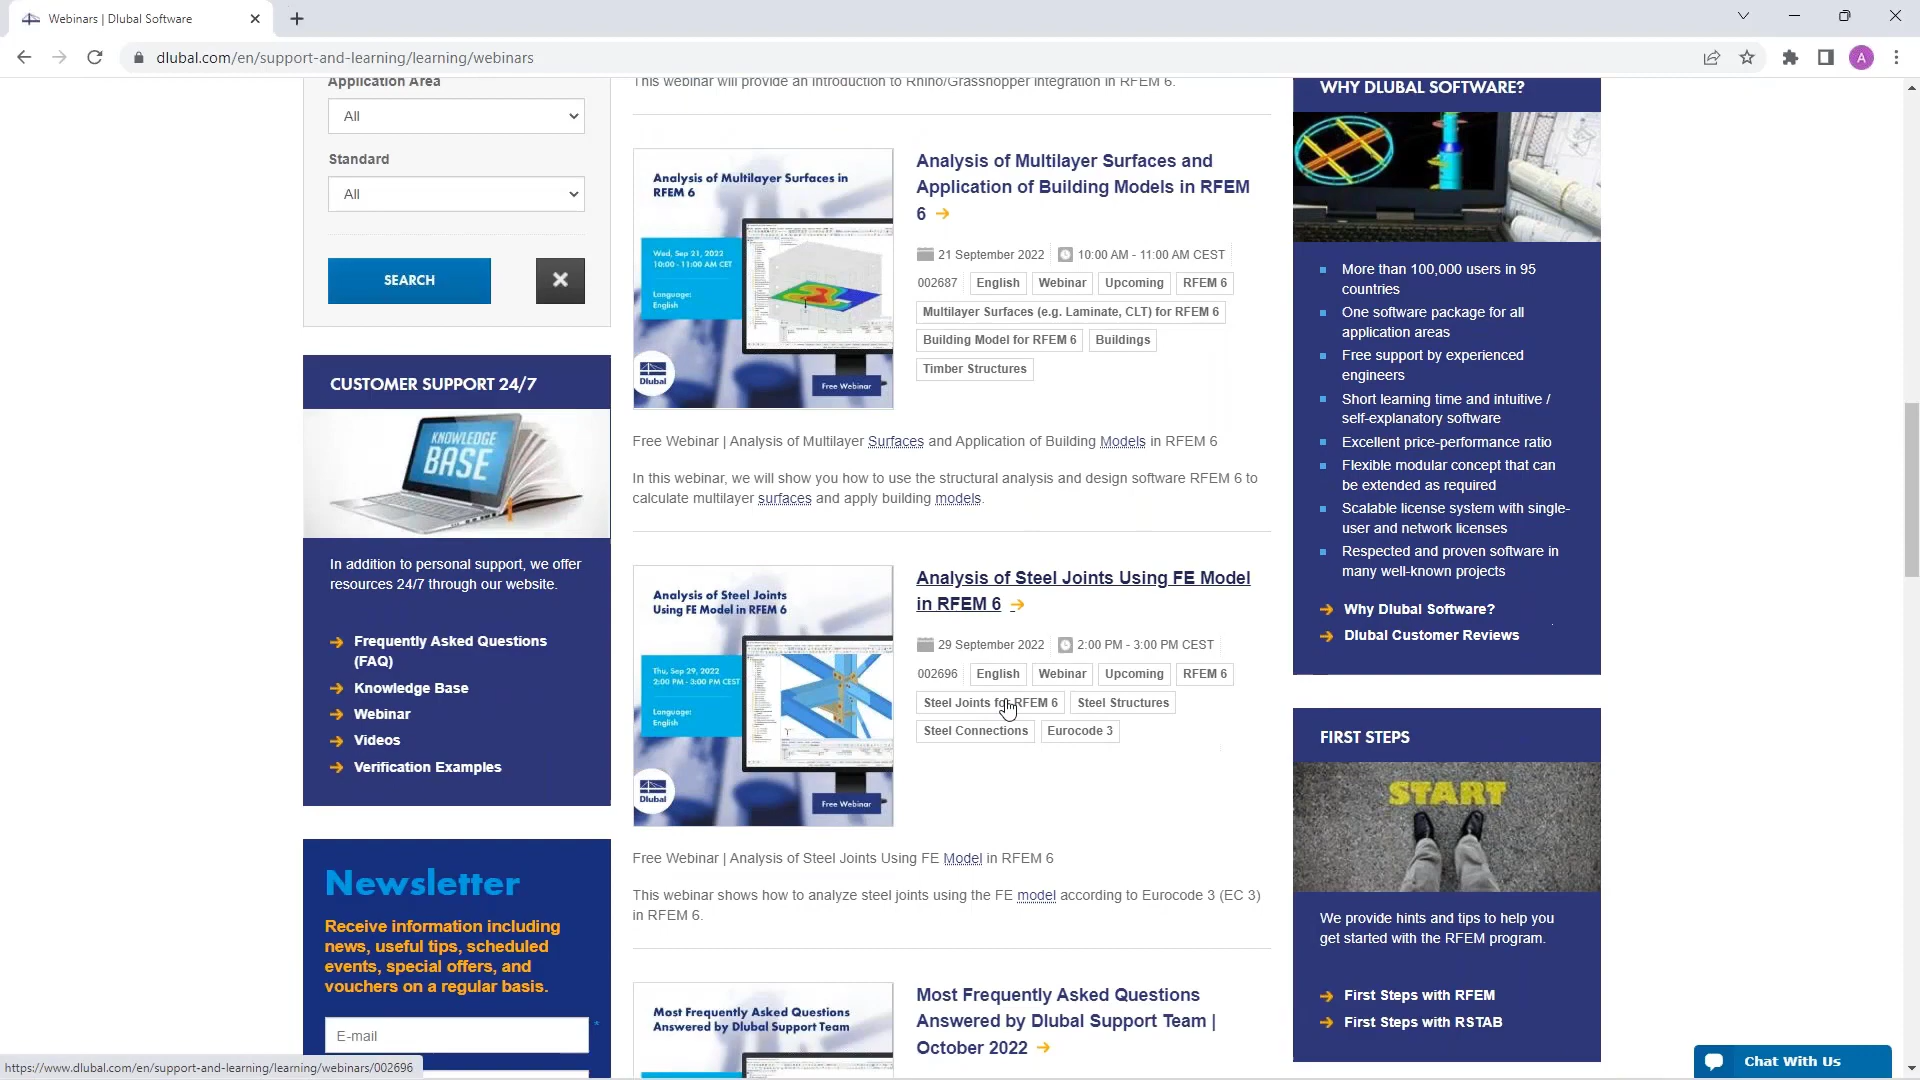 Webinars | Dlubal Software
dlubal.com/en/support-and-learning/learning/webinars
A
Application Area
All
Standard
All
SEARCH
CUSTOMER SUPPORT 24/7
KNOWLEDGE
BASE
In addition to personal support, we offer
resources 24/7 through our website.
Frequently Asked Questions
(FAQ)
Knowledge Base
Webinar
Videos
Verification Examples
Newsletter
Receive information including
news, useful tips, scheduled
events, special offers, and
vouchers on a regular basis.
E-mail
*
This webinar will provide an introduction to Rhino/Grasshopper integration in RFEM 6.
Analysis of Multilayer Surfaces in
RFEM 6
Wed, Sep 21, 2022
10:00 - 11:00 AM CET
Language:
English
Dlubal
Free Webinar
Analysis of Multilayer Surfaces and
Application of Building Models in RFEM
6
21 September 2022 10:00 AM - 11:00 AM CEST
002687 English Webinar Upcoming RFEM 6
Multilayer Surfaces (e.g. Laminate, CLT) for RFEM 6
Building Model for RFEM 6 Buildings
Timber Structures
Free Webinar | Analysis of Multilayer Surfaces and Application of Building Models in RFEM 6
In this webinar, we will show you how to use the structural analysis and design software RFEM 6 to
calculate multilayer surfaces and apply building models.
Analysis of Steel Joints
Using FE Model in RFEM 6
Thu, Sep 29, 2022
2:00 PM - 3:00 PM CEST
Language:
English
Dlubal
Free Webinar
Analysis of Steel Joints Using FE Model
in RFEM 6
29 September 2022 2:00 PM - 3:00 PM CEST
002696 English Webinar Upcoming RFEM 6
Steel Joints for RFEM 6 Steel Structures
Steel Connections Eurocode 3
Free Webinar | Analysis of Steel Joints Using FE Model in RFEM 6
This webinar shows how to analyze steel joints using the FE model according to Eurocode 3 (EC 3)
in RFEM 6.
Most Frequently Asked Questions
Answered by Dlubal Support Team
Most Frequently Asked Questions
Answered by Dlubal Support Team |
October 2022
WHY DLUBAL SOFTWARE?
More than 100,000 users in 95
countries
One software package for all
application areas
Free support by experienced
engineers
Short learning time and intuitive /
self-explanatory software
Excellent price-performance ratio
Flexible modular concept that can
be extended as required
Scalable license system with single-
user and network licenses
Respected and proven software in
many well-known projects
Why Dlubal Software?
Dlubal Customer Reviews
FIRST STEPS
START
We provide hints and tips to help you
get started with the RFEM program.
First Steps with RFEM
First Steps with RSTAB
Chat With Us
https://www.dlubal.com/en/support-and-learning/learning/webinars/002696